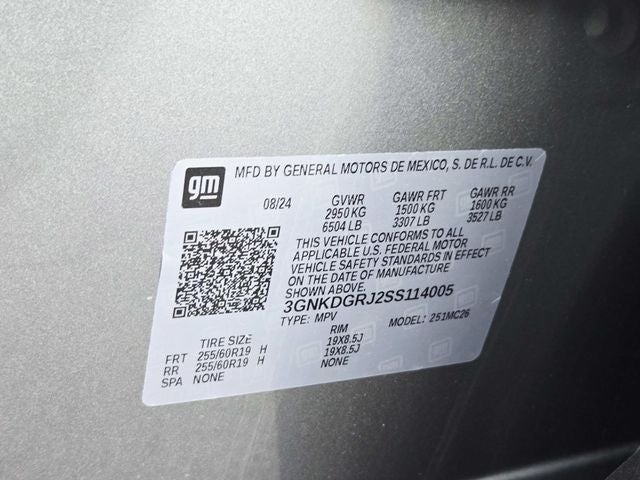 gm
MFD BY GENERAL MOTORS DE MEXICO, S. DE R.L. DE C.V.
08/24 GVWR GAWR FRT GAWR RR
2950 KG 1500 KG 1600 KG
6504 LB 3307 LB 3527 LB
THIS VEHICLE CONFORMS TO ALL
APPLICABLE U.S. FEDERAL MOTOR
VEHICLE SAFETY STANDARDS IN EFFECT
ON THE DATE OF MANUFACTURE
SHOWN ABOVE.
3GNKDGRJ2SS114005
TYPE: MPV MODEL: 251MC26
TIRE SIZE RIM
FRT 255/60R19 H 19X8.5J
RR 255/60R19 H 19X8.5J
SPA NONE NONE